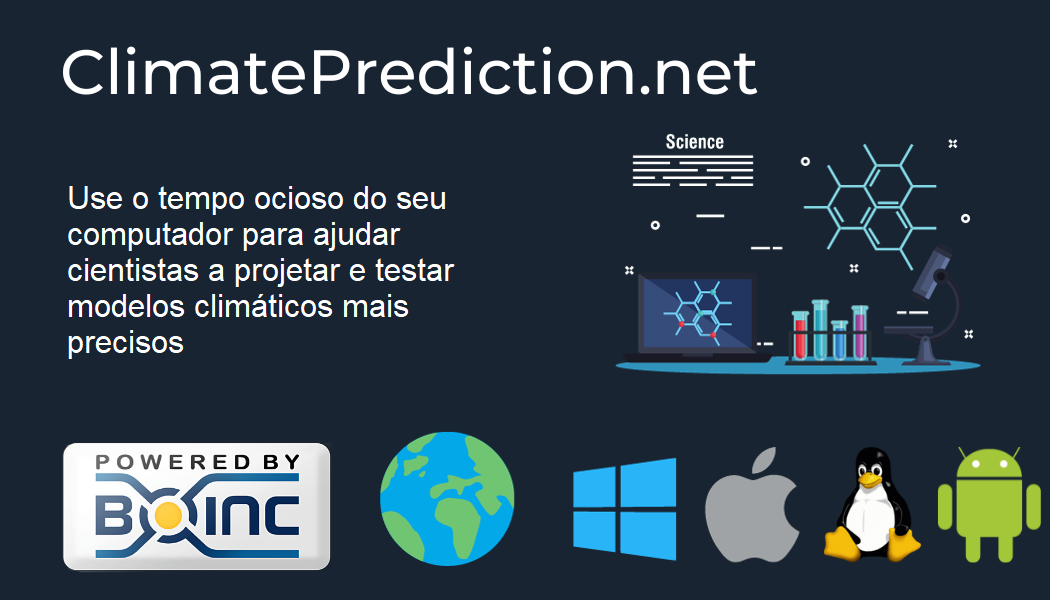 ClimatePrediction.net
Science
Use o tempo ocioso do seu
computador para ajudar
cientistas a projetar e testar
modelos climáticos mais
precisos
POWERED BY
BOINC